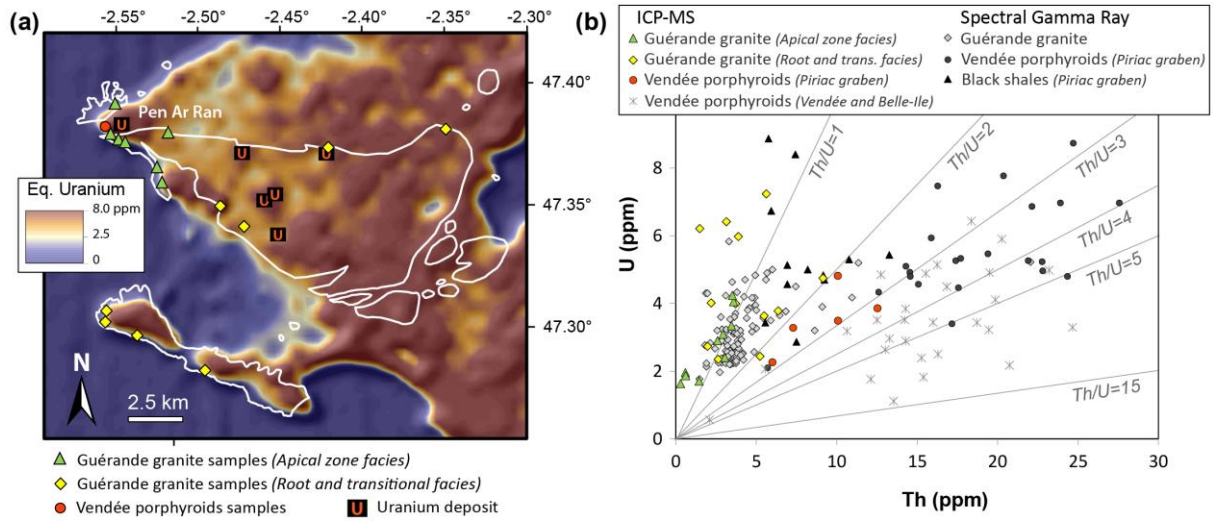 (a)
-2.55° -2.50° -2.45° -2.40° -2.35° -2.30°
47.40°
47.35°
47.30°
Pen Ar Ran
U
U
U
U
U
U
Eq. Uranium
8.0 ppm
2.5
0
N
2.5 km
Guérande granite samples (Apical zone facies)
Guérande granite samples (Root and transitional facies)
Vendée porphyroids samples
U Uranium deposit
(b)
ICP-MS
Guérande granite (Apical zone facies)
Guérande granite (Root and trans. facies)
Vendée porphyroids (Piriac graben)
Vendée porphyroids (Vendée and Belle-Ile)
Spectral Gamma Ray
Guérande granite
Vendée porphyroids (Piriac graben)
Black shales (Piriac graben)
Th/U=1
Th/U=2
Th/U=3
Th/U=4
Th/U=5
Th/U=15
U (ppm)
8
6
4
2
0
0 5 10 15 20 25 30
Th (ppm)